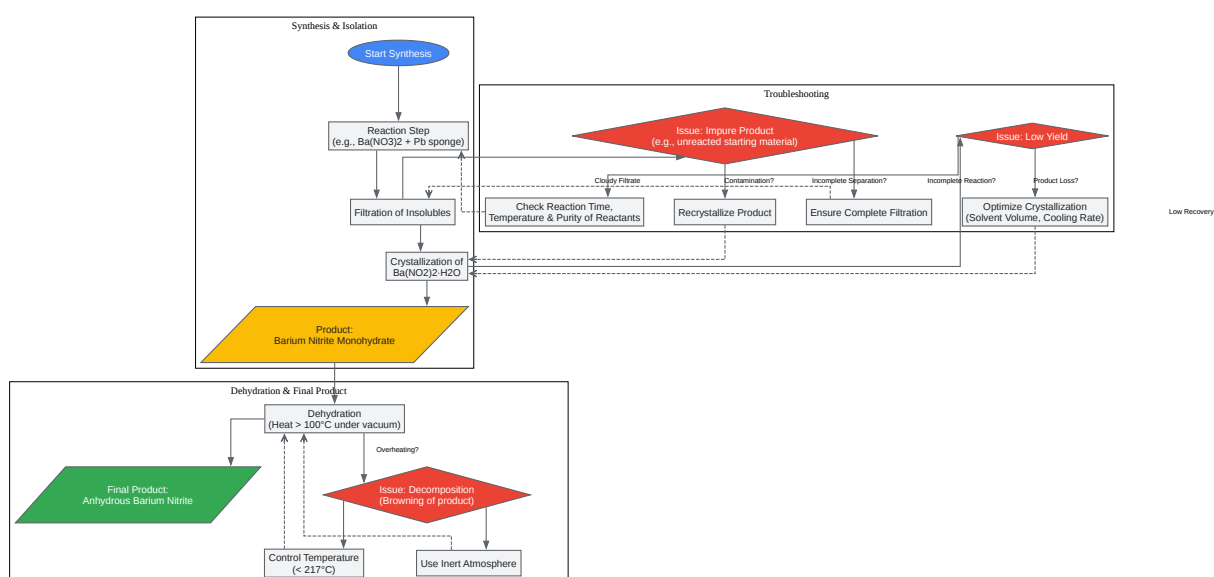 Synthesis & Isolation
Start Synthesis
Reaction Step
(e.g., Ba(NO3)2 + Pb sponge)
Filtration of Insolubles
Crystallization of
Ba(NO2)2·H2O
Product:
Barium Nitrite Monohydrate
Troubleshooting
Issue: Impure Product
(e.g., unreacted starting material)
Issue: Low Yield
Cloudy Filtrate
Contamination?
Incomplete Separation?
Incomplete Reaction?
Product Loss?
Check Reaction Time,
Temperature & Purity of Reactants
Recrystallize Product
Ensure Complete Filtration
Optimize Crystallization
(Solvent Volume, Cooling Rate)
Low Recovery
Dehydration & Final Product
Dehydration
(Heat > 100°C under vacuum)
Overheating?
Final Product:
Anhydrous Barium Nitrite
Issue: Decomposition
(Browning of product)
Control Temperature
(< 217°C)
Use Inert Atmosphere